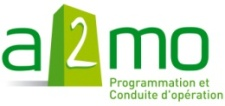 a2mo
Programmation et
Conduite d'opération